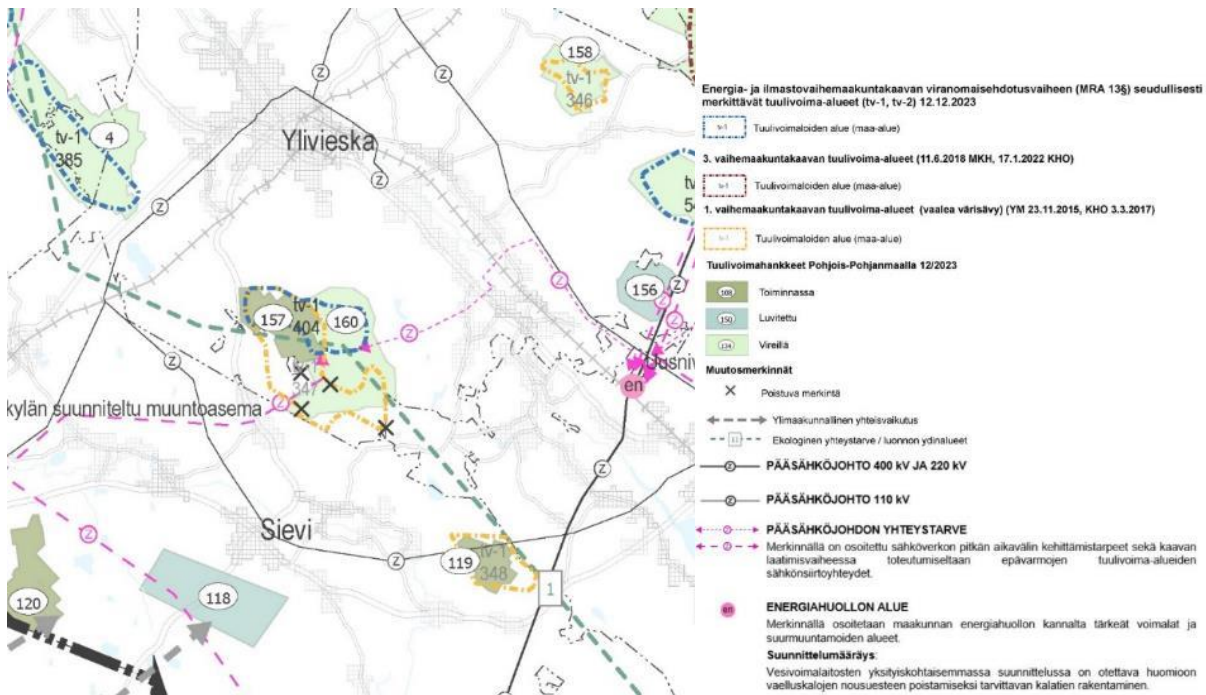 158
tv-1
346
4
tv-1
385
Ylivieska
Z
Z
Z
Z
Z
Z
156
Z
Z
157
tv-1
404
160
Z
347
Z
Z
en
kylän suunniteltu muuntoasema
Z
Z
Sievi
Z
Z
119
tv-1
348
1
118
120
Energia- ja ilmastovaihemaakuntakaavan viranomaisehdotusvaiheen (MRA 13§) seudullisesti
merkittävät tuulivoima-alueet (tv-1, tv-2) 12.12.2023
tv-1 Tuulivoimaloiden alue (maa-alue)
3. vaihemaakuntakaavan tuulivoima-alueet (11.6.2018 MKH, 17.1.2022 KHO)
tv-1 Tuulivoimaloiden alue (maa-alue)
1. vaihemaakuntakaavan tuulivoima-alueet (vaalea värisävy) (YM 23.11.2015, KHO 3.3.2017)
tv-1 Tuulivoimaloiden alue (maa-alue)
Tuulivoimahankkeet Pohjois-Pohjanmaalla 12/2023
Toiminnassa
Luvitettu
Vireillä
Muutosmerkinnät
Poistuva merkintä
Ylimaakunnallinen yhteisvaikutus
Ekologinen yhteystarve / luonnon ydinalueet
Z PÄÄSÄHKÖJOHTO 400 kV JA 220 kV
Z PÄÄSÄHKÖJOHTO 110 kV
PÄÄSÄHKÖJOHDON YHTEYSTARVE
Merkinnällä on osoitettu sähköverkon pitkän aikavälin kehittämistarpeet sekä kaavan
laatimisvaiheessa toteutumiseltaan epävarmojen tuulivoima-alueiden
sähkönsiirtoyhteydet.
en ENERGIAHUOLLON ALUE
Merkinnällä osoitetaan maakunnan energiahuollon kannalta tärkeät voimalat ja
suurmuuntamoiden alueet.
Suunnittelumääräys:
Vesivoimalaitosten yksityiskohtaisemmassa suunnittelussa on otettava huomioon
vaelluskalojen nousuesteen poistamiseksi tarvittavan kalatien rakentaminen.